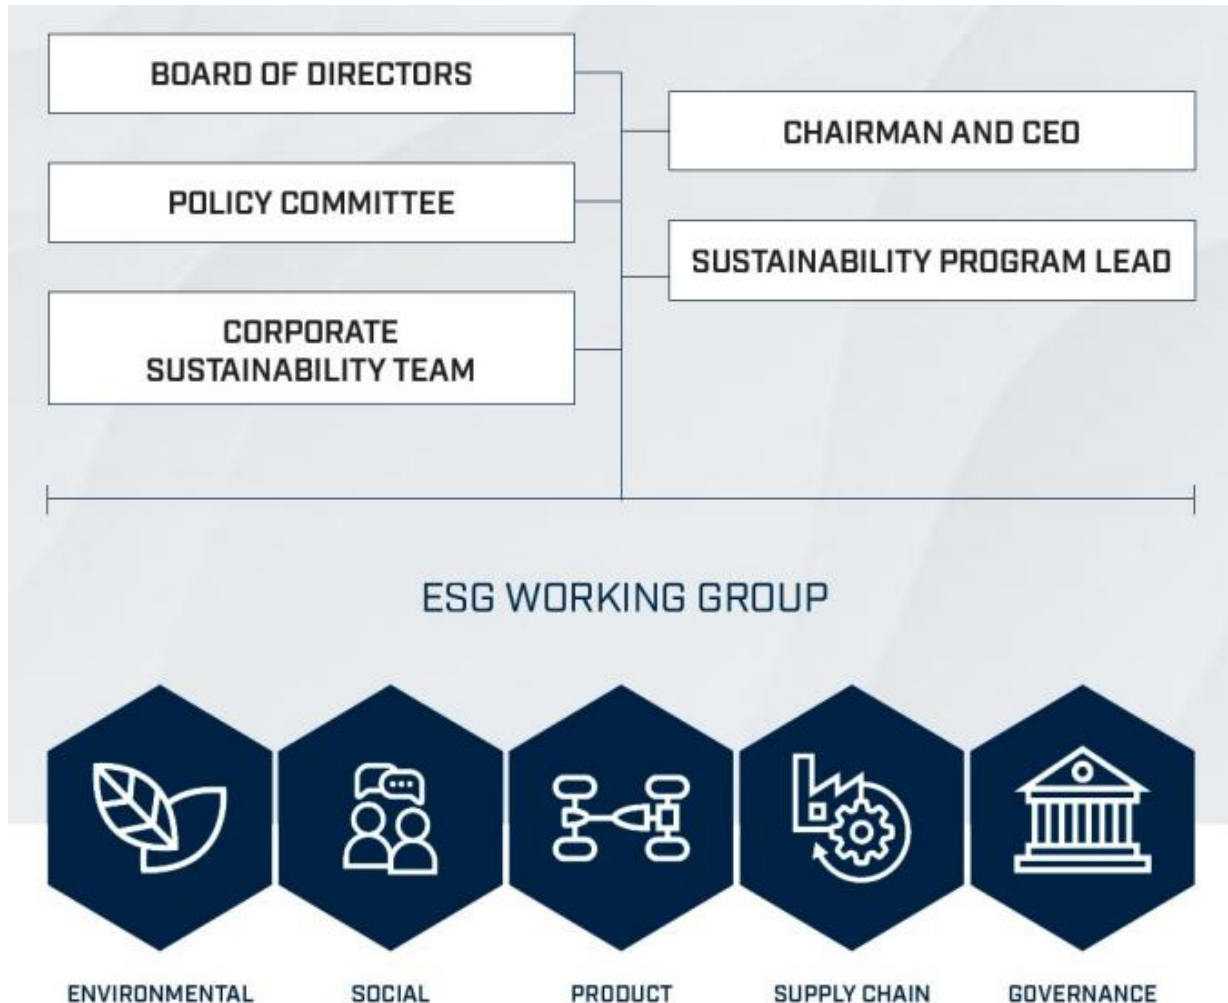 BOARD OF DIRECTORS
CHAIRMAN AND CEO
POLICY COMMITTEE
SUSTAINABILITY PROGRAM LEAD
CORPORATE
SUSTAINABILITY TEAM
ESG WORKING GROUP
ENVIRONMENTAL
SOCIAL
PRODUCT
SUPPLY CHAIN
GOVERNANCE